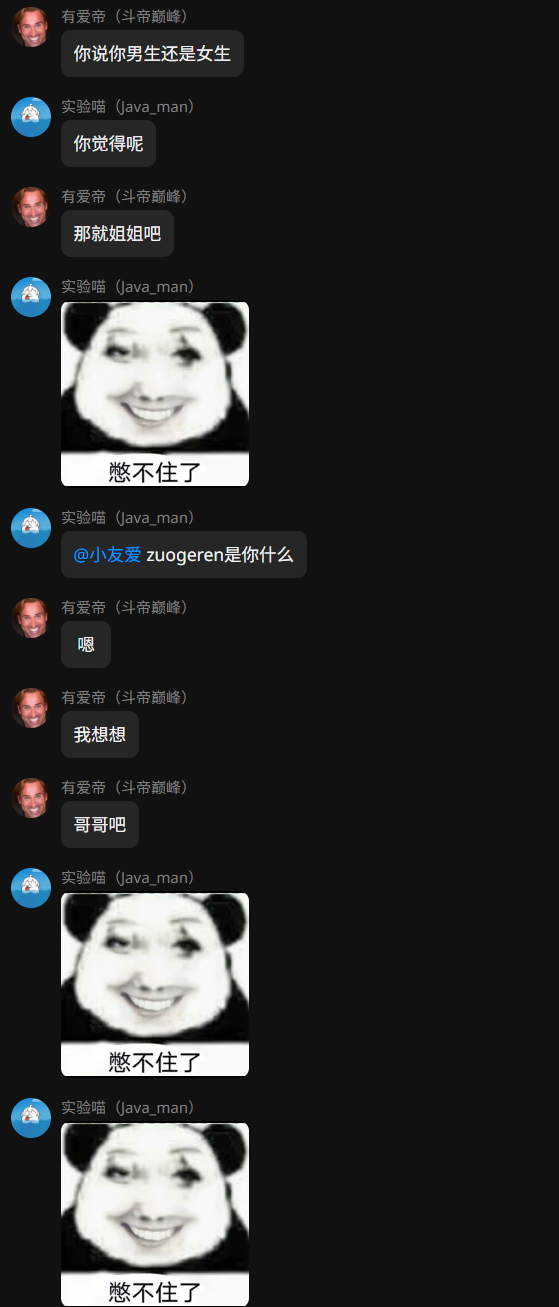 有爱帝（斗帝巅峰）
你说你男生还是女生
实验喵（Java_man）
你觉得呢
有爱帝（斗帝巅峰）
那就姐姐吧
实验喵（Java_man）
憋不住了
实验喵（Java_man）
@小友爱 zuogeren是你什么
有爱帝（斗帝巅峰）
嗯
有爱帝（斗帝巅峰）
我想想
有爱帝（斗帝巅峰）
哥哥吧
实验喵（Java_man）
憋不住了
实验喵（Java_man）
憋不住了